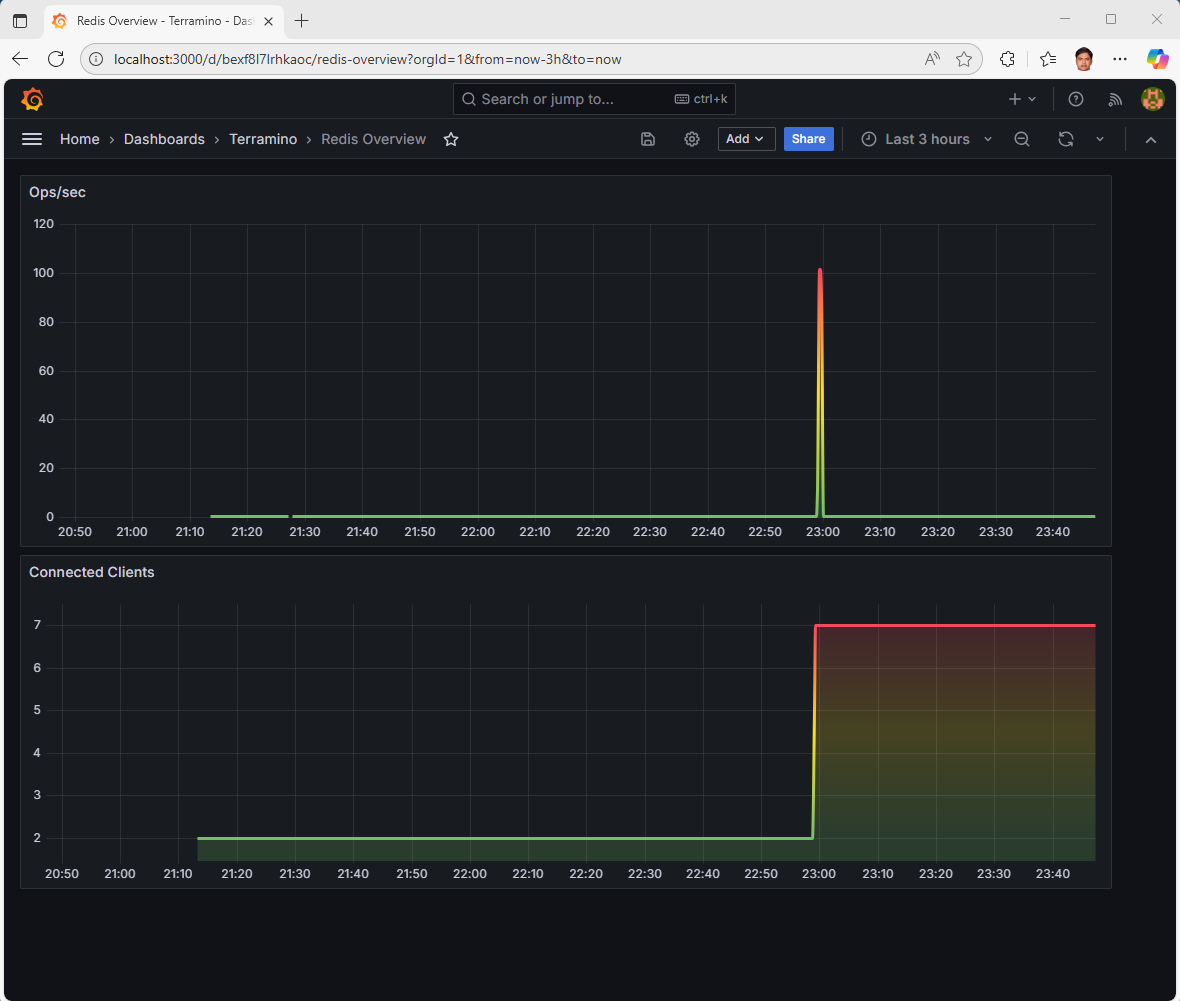 Redis Overview - Terramino - Das
localhost:3000/d/bexf8l7lrhkaoc/redis-overview?orgId=1&from=now-3h&to=now
Search or jump to... ctrl+k
Home › Dashboards › Terramino › Redis Overview Add Share Last 3 hours
Ops/sec
120
100
80
60
40
20
0
20:50 21:00 21:10 21:20 21:30 21:40 21:50 22:00 22:10 22:20 22:30 22:40 22:50 23:00 23:10 23:20 23:30 23:40
Connected Clients
7
6
5
4
3
2
20:50 21:00 21:10 21:20 21:30 21:40 21:50 22:00 22:10 22:20 22:30 22:40 22:50 23:00 23:10 23:20 23:30 23:40